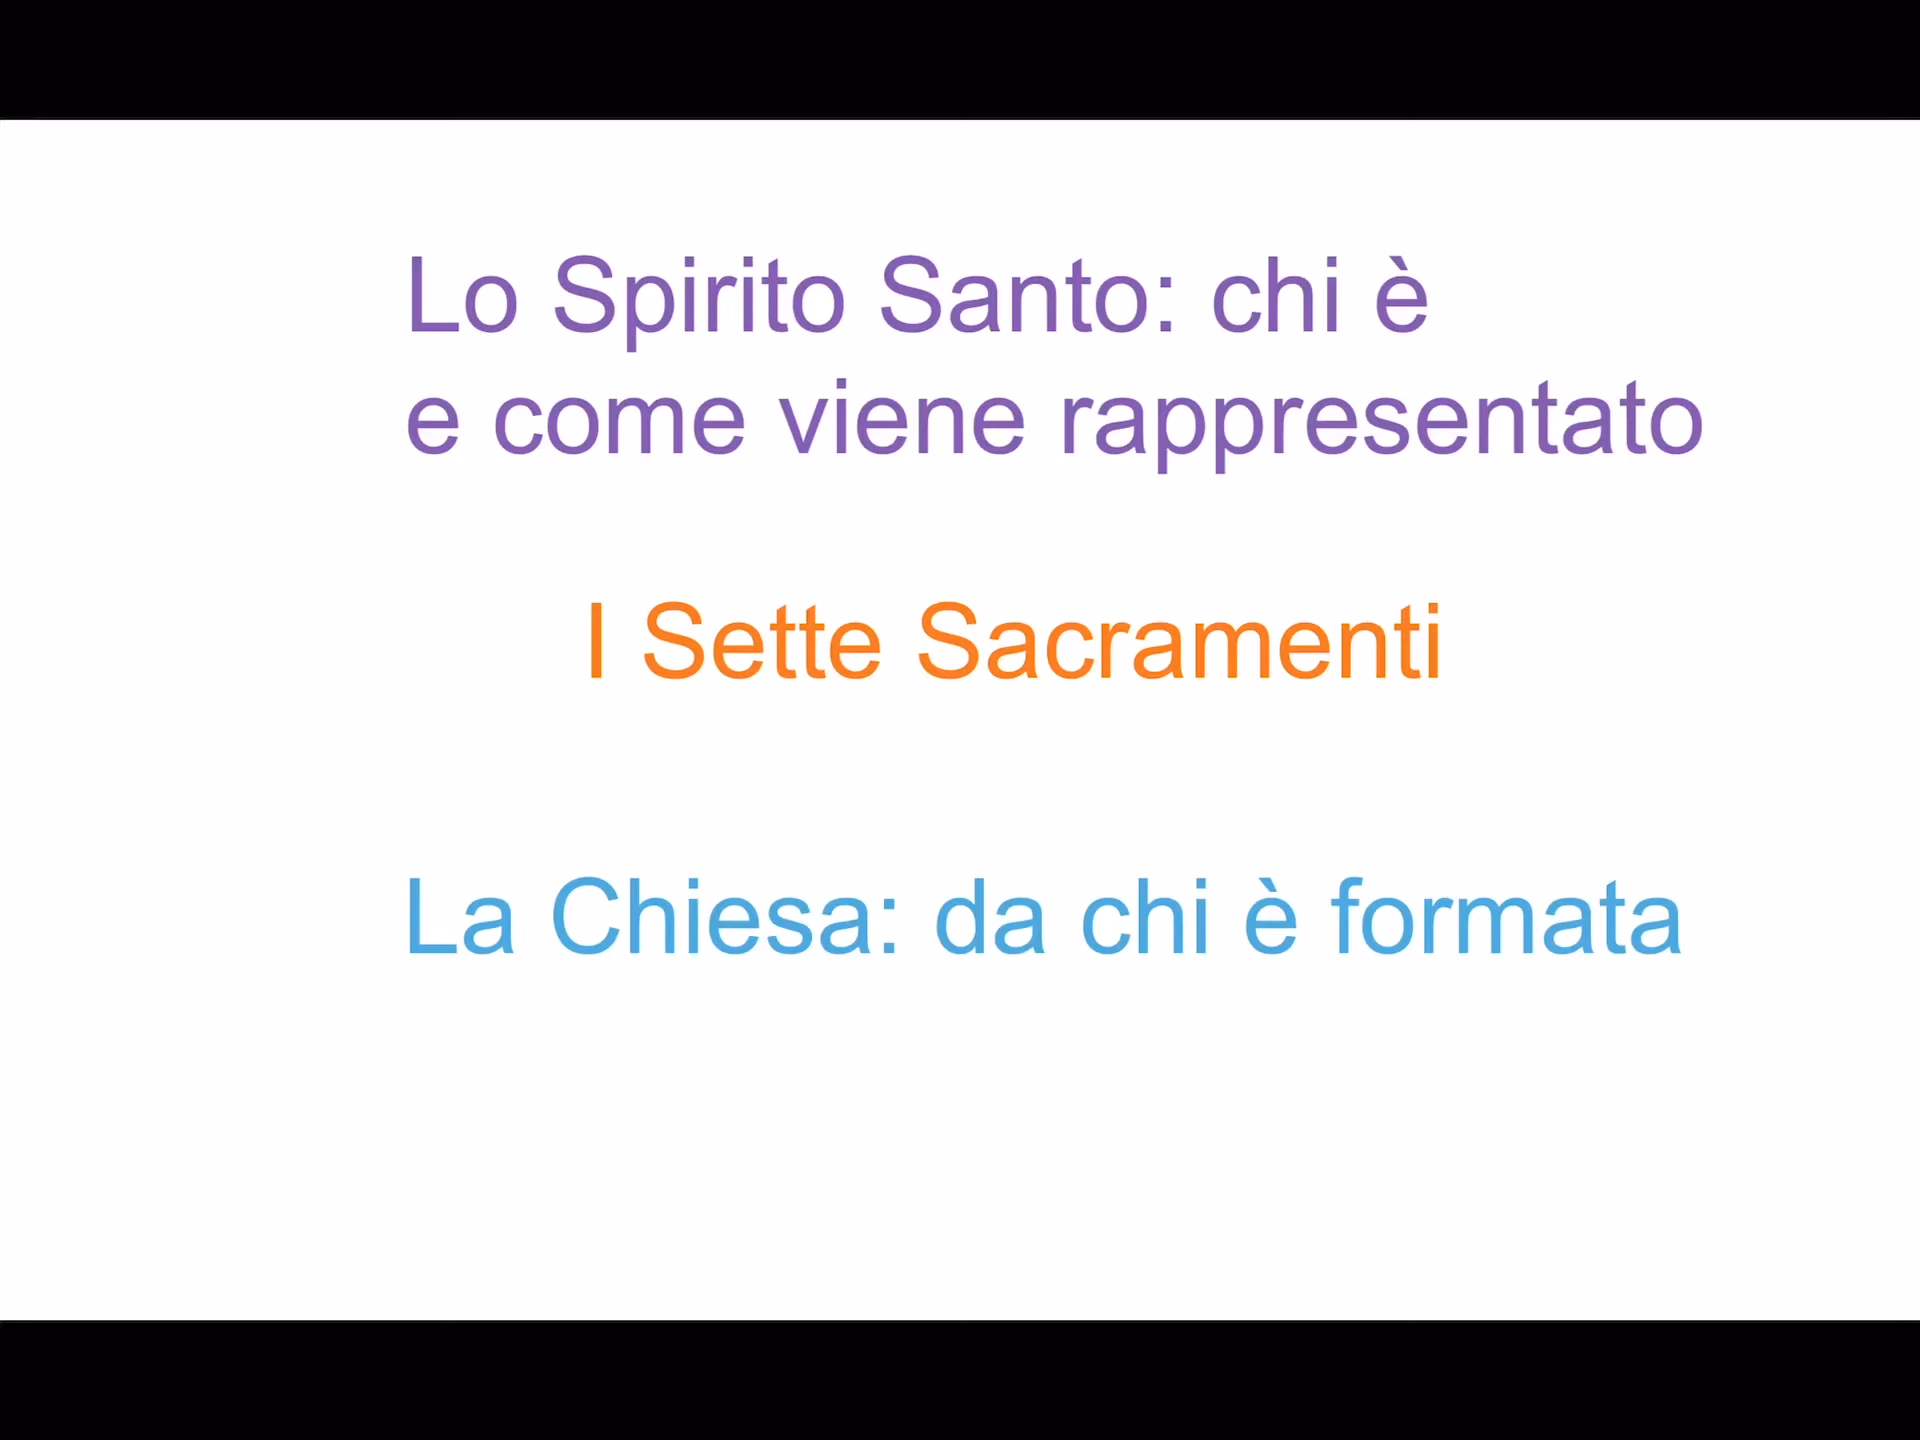 Lo Spirito Santo: chi è
e come viene rappresentato
I Sette Sacramenti
La Chiesa: da chi è formata